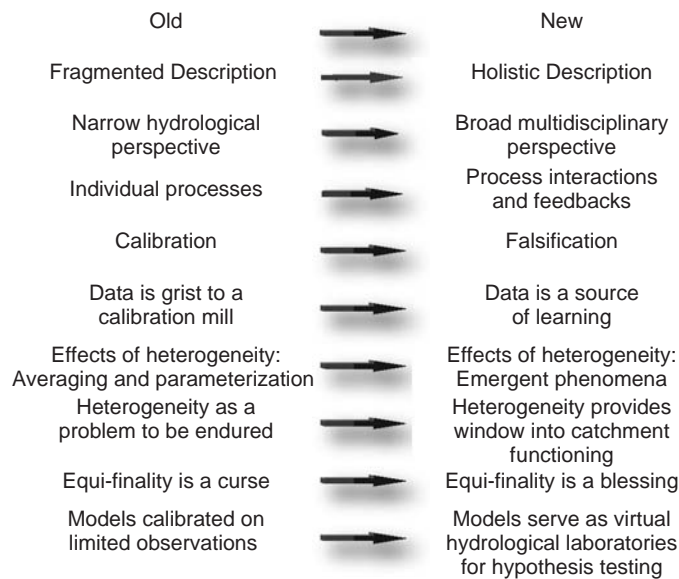 Old New
Fragmented Description Holistic Description
Narrow hydrological Broad multidisciplinary
perspective perspective
Individual processes Process interactions
and feedbacks
Calibration Falsification
Data is grist to a Data is a source
calibration mill of learning
Effects of heterogeneity: Effects of heterogeneity:
Averaging and parameterization Emergent phenomena
Heterogeneity as a Heterogeneity provides
problem to be endured window into catchment
functioning
Equi-finality is a curse Equi-finality is a blessing
Models calibrated on Models serve as virtual
limited observations hydrological laboratories
for hypothesis testing